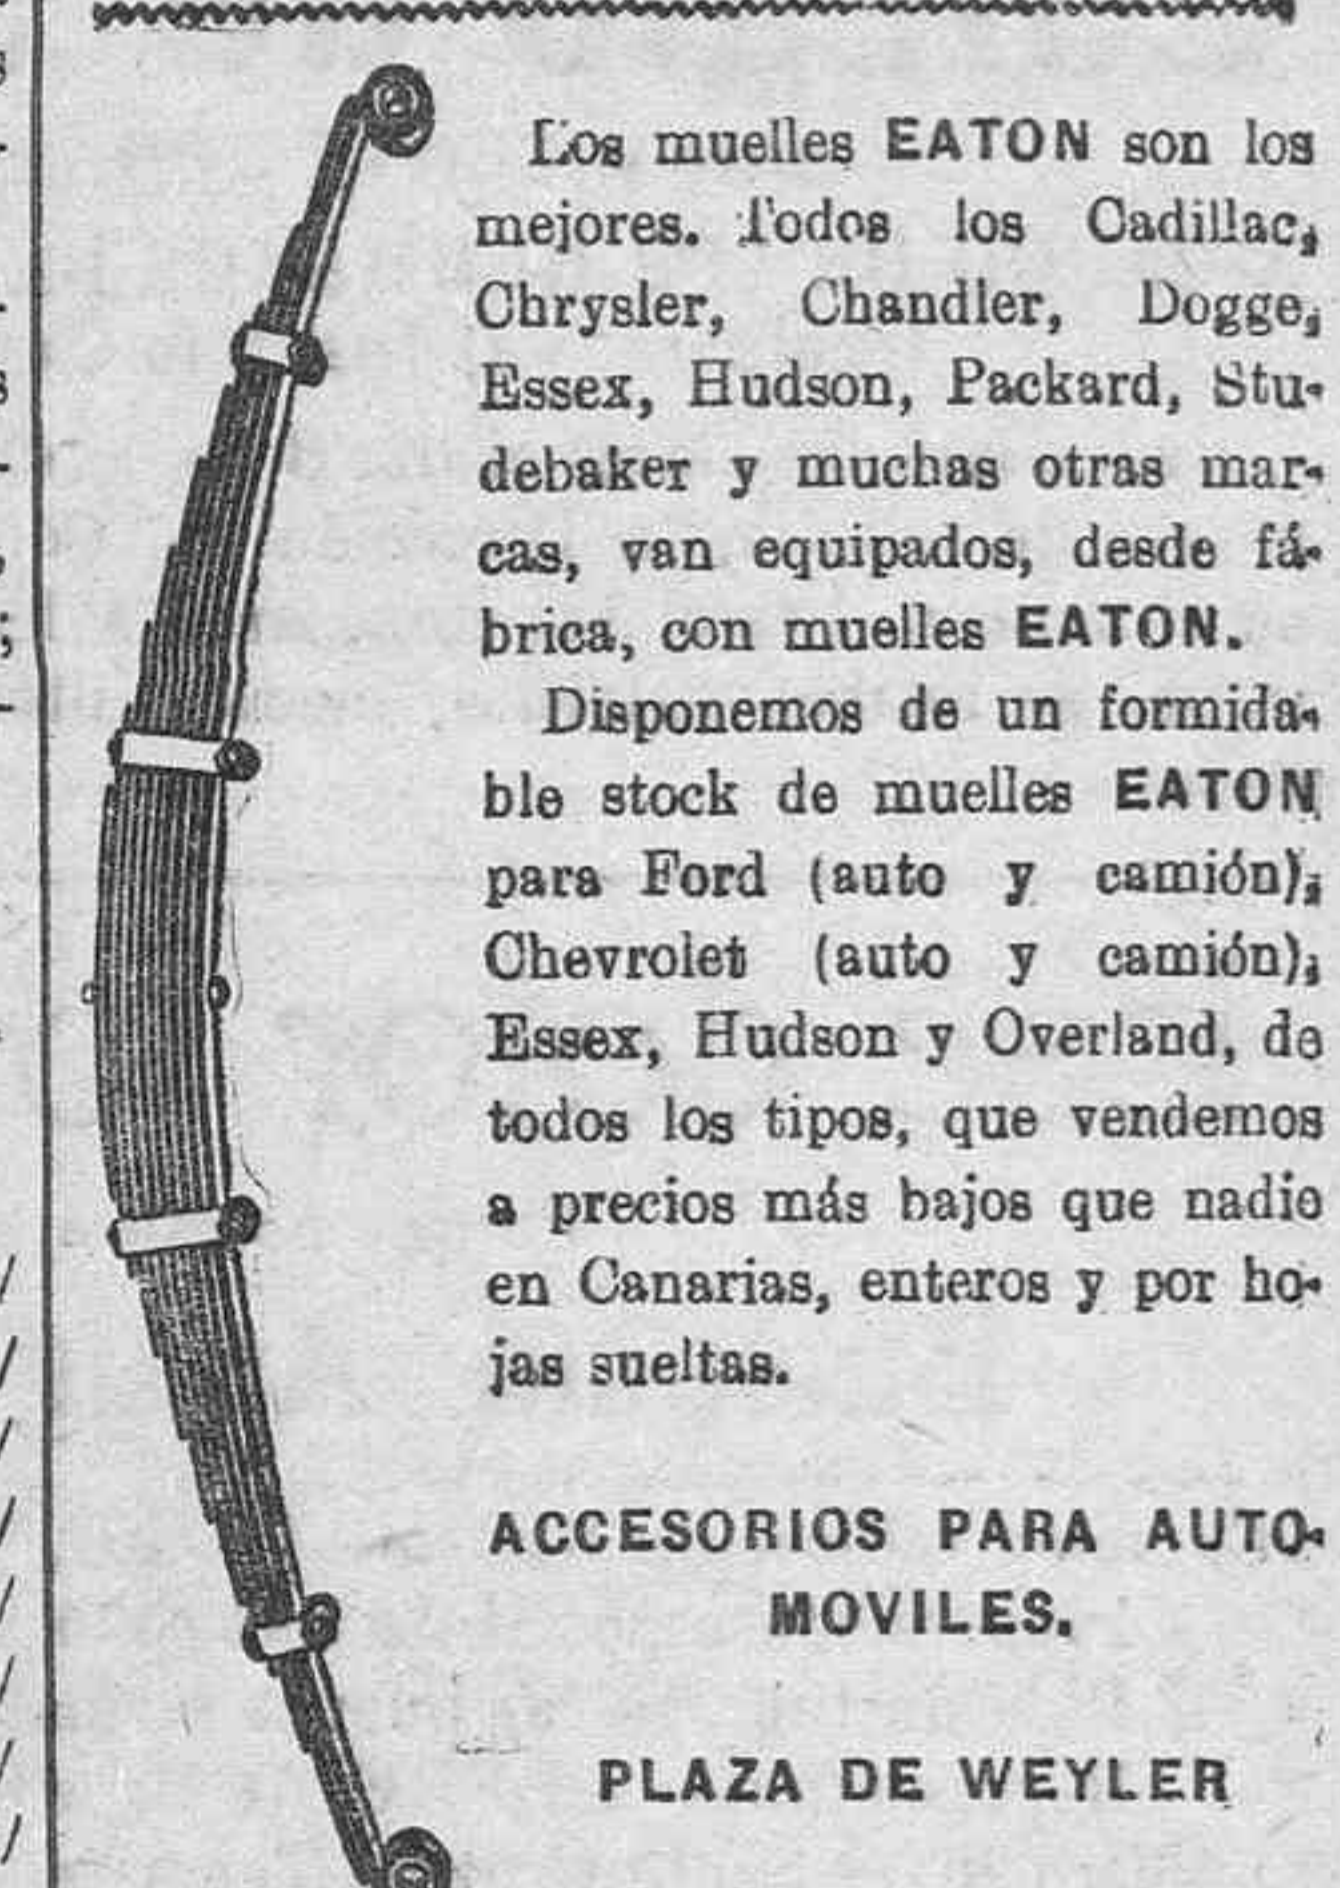 Los muelles EATON son los
mejores. Todos los Cadillac,
Chrysler, Chandler, Dogge,
Essex, Hudson, Packard, Stu-
debaker y muchas otras mar-
cas, van equipados, desde fá-
brica, con muelles EATON.
Disponemos de un formida-
ble stock de muelles EATON
para Ford (auto y camión),
Chevrolet (auto y camión),
Essex, Hudson y Overland, de
todos los tipos, que vendemos
a precios más bajos que nadie
en Canarias, enteros y por ho-
jas sueltas.
ACCESORIOS PARA AUTO-
MOVILES.
PLAZA DE WEYLER